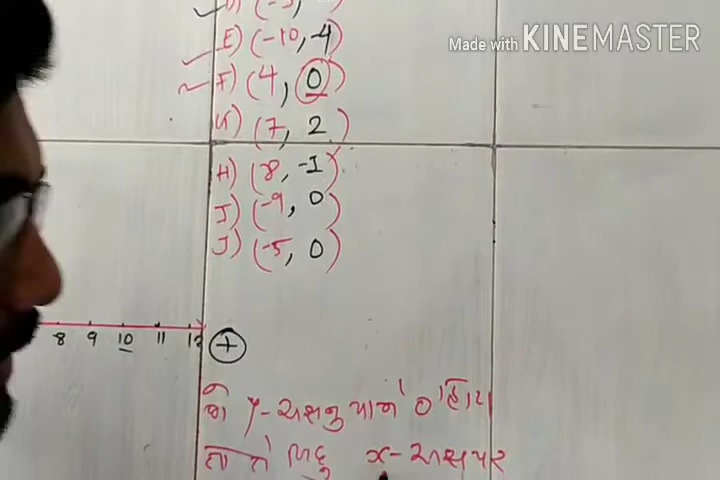 Made with KINEMASTER
E) (-10, -4)
F) (4, 0)
G) (7, 2)
H) (8, -1)
I) (-9, 0)
J) (-5, 0)
8 9 10 11 12
+
જો y-અક્ષનુ માન 0 હોય
તો તે બિંદુ x-અક્ષ પર